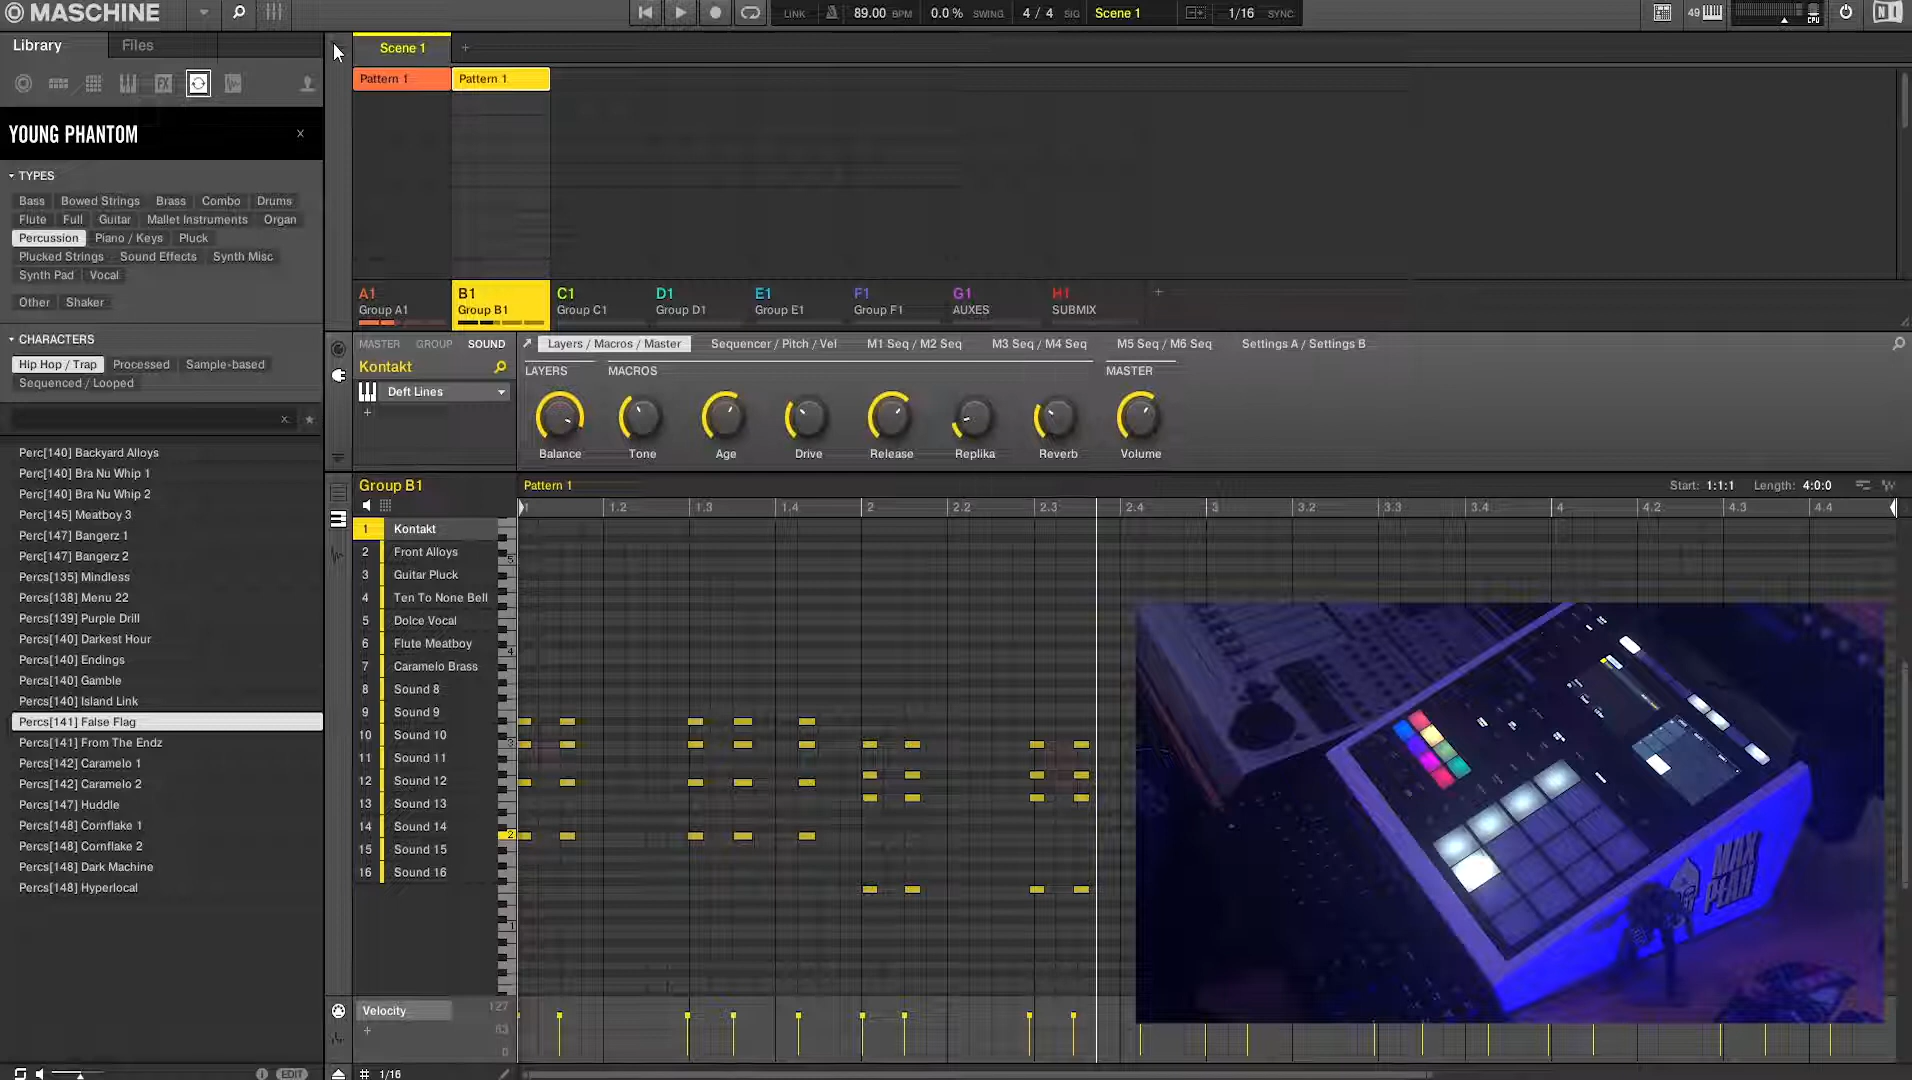 MASCHINE
LINK 89.00 BPM 0.0 % SWING 4 / 4 SIG Scene 1 1/16 SYNC
49 CPU
Library Files
YOUNG PHANTOM
TYPES
Bass Bowed Strings Brass Combo Drums
Flute Full Guitar Mallet Instruments Organ
Percussion Piano / Keys Pluck
Plucked Strings Sound Effects Synth Misc
Synth Pad Vocal
Other Shaker
CHARACTERS
Hip Hop / Trap Processed Sample-based
Sequenced / Looped
Perc[140] Backyard Alloys
Perc[140] Bra Nu Whip 1
Perc[140] Bra Nu Whip 2
Perc[145] Meatboy 3
Perc[147] Bangerz 1
Perc[147] Bangerz 2
Percs[135] Mindless
Percs[138] Menu 22
Percs[139] Purple Drill
Percs[140] Darkest Hour
Percs[140] Endings
Percs[140] Gamble
Percs[140] Island Link
Percs[141] False Flag
Percs[141] From The Endz
Percs[142] Caramelo 1
Percs[142] Caramelo 2
Percs[147] Huddle
Percs[148] Cornflake 1
Percs[148] Cornflake 2
Percs[148] Dark Machine
Percs[148] Hyperlocal
EDIT
Scene 1
Pattern 1 Pattern 1
A1 B1 C1 D1 E1 F1 G1 H1
Group A1 Group B1 Group C1 Group D1 Group E1 Group F1 AUXES SUBMIX
MASTER GROUP SOUND
Kontakt
Deft Lines
Layers / Macros / Master Sequencer / Pitch / Vel M1 Seq / M2 Seq M3 Seq / M4 Seq M5 Seq / M6 Seq Settings A / Settings B
LAYERS MACROS MASTER
Balance Tone Age Drive Release Replika Reverb Volume
Group B1 Pattern 1 Start: 1:1:1 Length: 4:0:0
1 1.2 1.3 1.4 2 2.2 2.3 2.4 3 3.2 3.3 3.4 4 4.2 4.3 4.4
1 Kontakt
2 Front Alloys
3 Guitar Pluck
4 Ten To None Bell
5 Dolce Vocal
6 Flute Meatboy
7 Caramelo Brass
8 Sound 8
9 Sound 9
10 Sound 10
11 Sound 11
12 Sound 12
13 Sound 13
14 Sound 14
15 Sound 15
16 Sound 16
5
4
3
2
1
Velocity
127
63
0
1/16
MAX